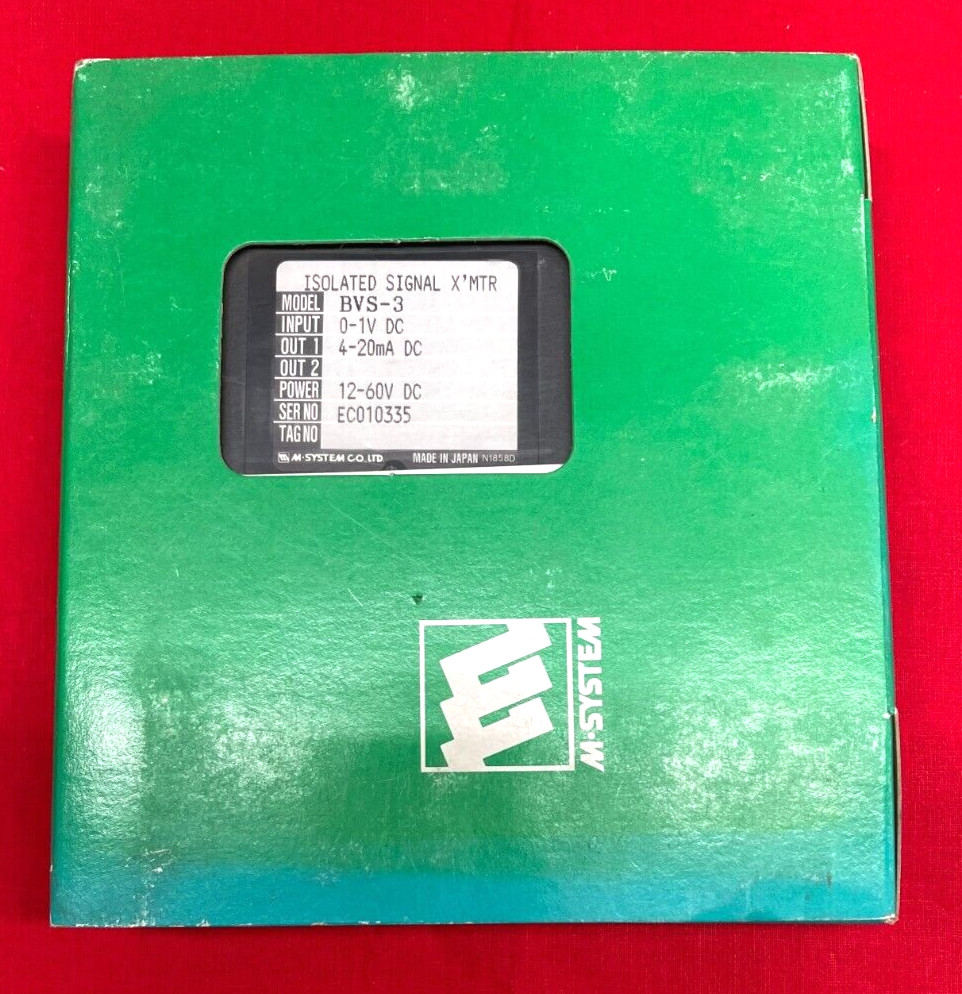 ISOLATED SIGNAL X'MTR
MODEL BVS-3
INPUT 0-1V DC
OUT 1 4-20mA DC
OUT 2
POWER 12-60V DC
SER NO EC010335
TAG NO
M·SYSTEM CO.,LTD. MADE IN JAPAN N1858D
M·SYSTEM